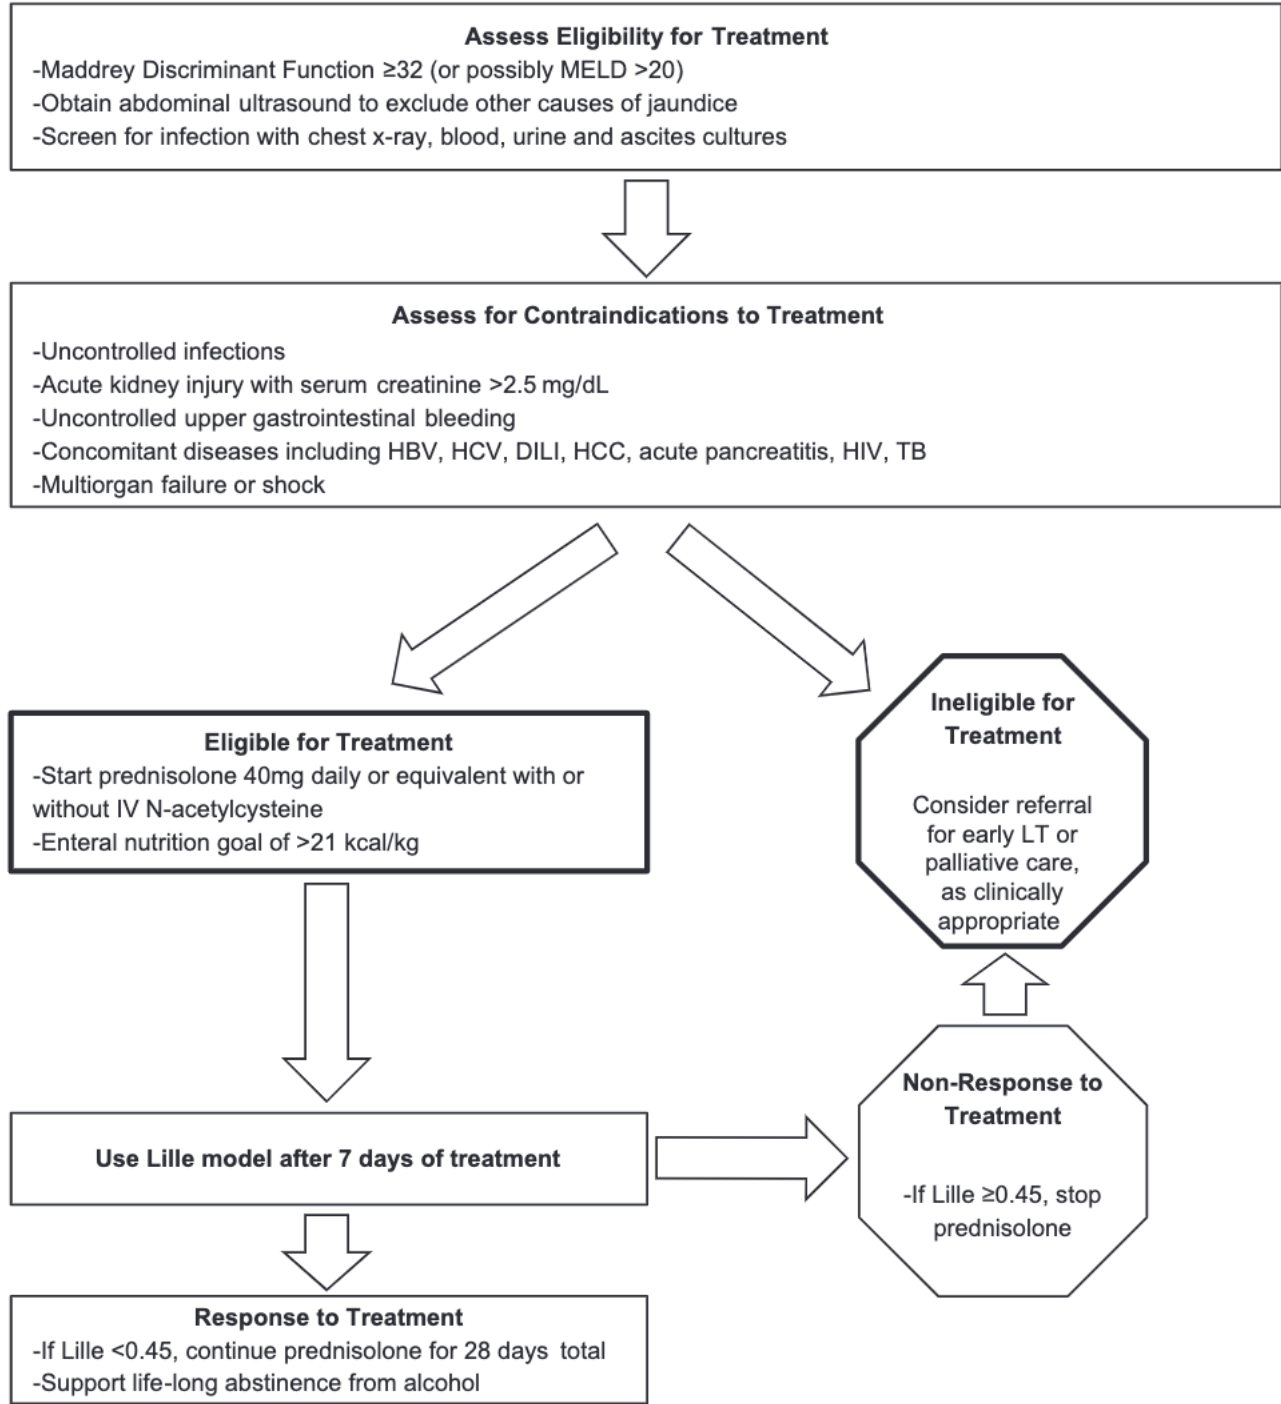 Assess Eligibility for Treatment
-Maddrey Discriminant Function ≥32 (or possibly MELD >20)
-Obtain abdominal ultrasound to exclude other causes of jaundice
-Screen for infection with chest x-ray, blood, urine and ascites cultures
Assess for Contraindications to Treatment
-Uncontrolled infections
-Acute kidney injury with serum creatinine >2.5 mg/dL
-Uncontrolled upper gastrointestinal bleeding
-Concomitant diseases including HBV, HCV, DILI, HCC, acute pancreatitis, HIV, TB
-Multiorgan failure or shock
Eligible for Treatment
-Start prednisolone 40mg daily or equivalent with or
without IV N-acetylcysteine
-Enteral nutrition goal of >21 kcal/kg
Ineligible for
Treatment
Consider referral
for early LT or
palliative care,
as clinically
appropriate
Use Lille model after 7 days of treatment
Non-Response to
Treatment
-If Lille ≥0.45, stop
prednisolone
Response to Treatment
-If Lille <0.45, continue prednisolone for 28 days total
-Support life-long abstinence from alcohol